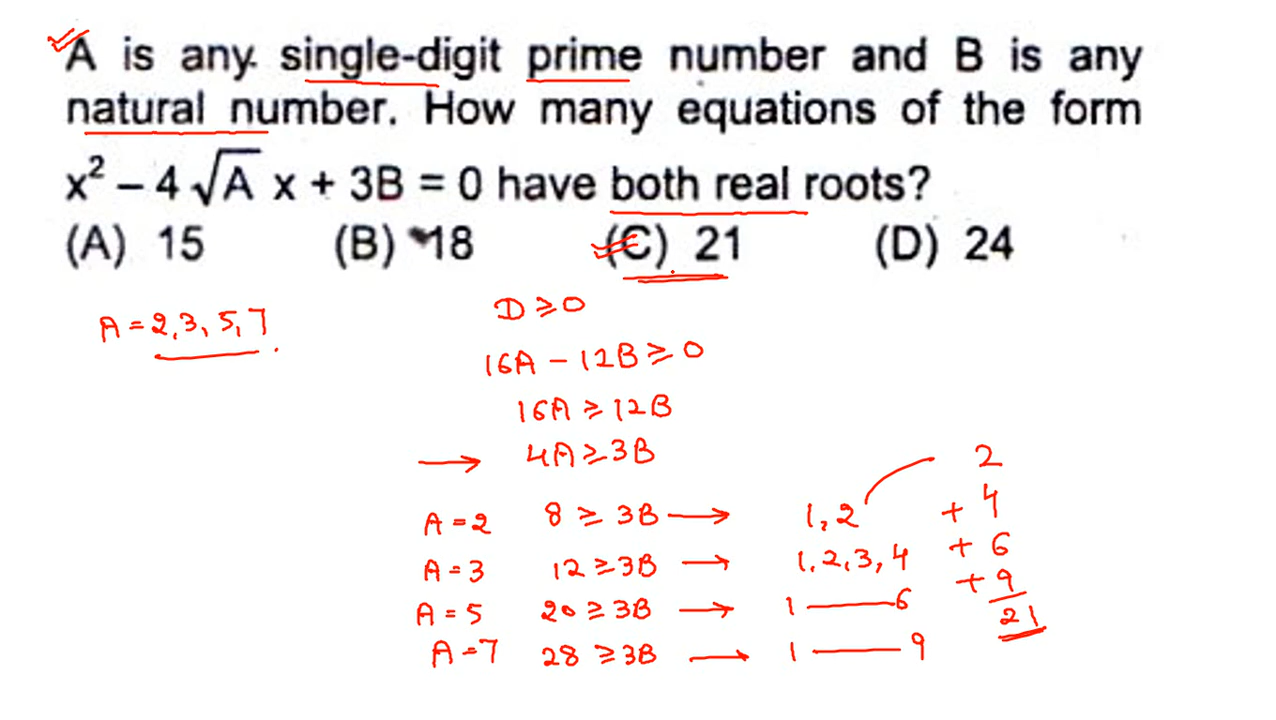 A is any single-digit prime number and B is any
natural number. How many equations of the form
x² – 4 √A x + 3B = 0 have both real roots?
(A) 15 (B) 18 (C) 21 (D) 24
A = 2,3, 5,7.
D ≥ 0
16A – 12B ≥ 0
16A ≥ 12B
→ 4A ≥ 3B
A = 2 8 ≥ 3B → 1, 2 2
A = 3 12 ≥ 3B → 1, 2, 3, 4 + 4
A = 5 20 ≥ 3B → 1 — 6 + 6
A = 7 28 ≥ 3B → 1 — 9 + 9
21